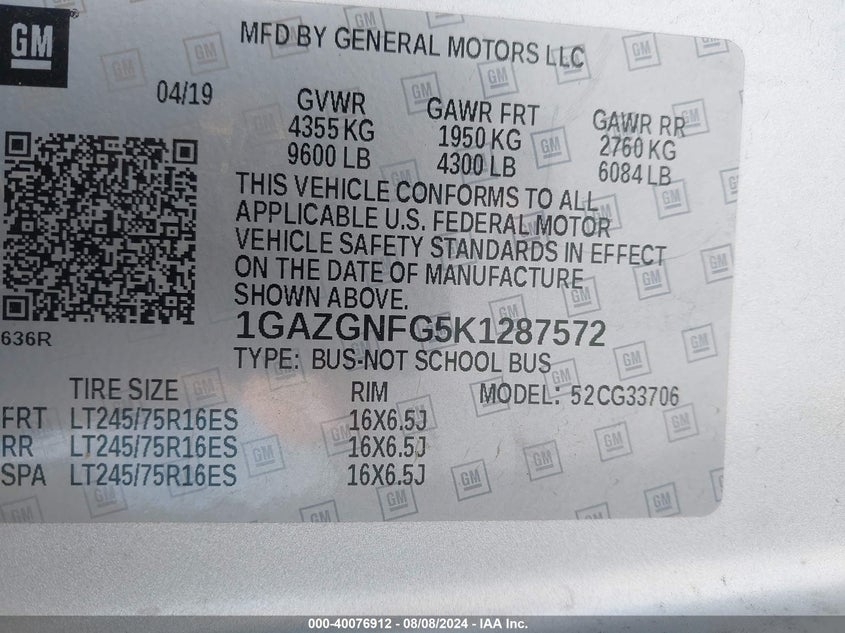 GM
MFD BY GENERAL MOTORS LLC
04/19
GVWR GAWR FRT GAWR RR
4355 KG 1950 KG 2760 KG
9600 LB 4300 LB 6084 LB
THIS VEHICLE CONFORMS TO ALL
APPLICABLE U.S. FEDERAL MOTOR
VEHICLE SAFETY STANDARDS IN EFFECT
ON THE DATE OF MANUFACTURE
SHOWN ABOVE.
636R
1GAZGNFG5K1287572
TYPE: BUS-NOT SCHOOL BUS
TIRE SIZE RIM MODEL: 52CG33706
FRT LT245/75R16ES 16X6.5J
RR LT245/75R16ES 16X6.5J
SPA LT245/75R16ES 16X6.5J
000-40076912 - 08/08/2024 - IAA Inc.